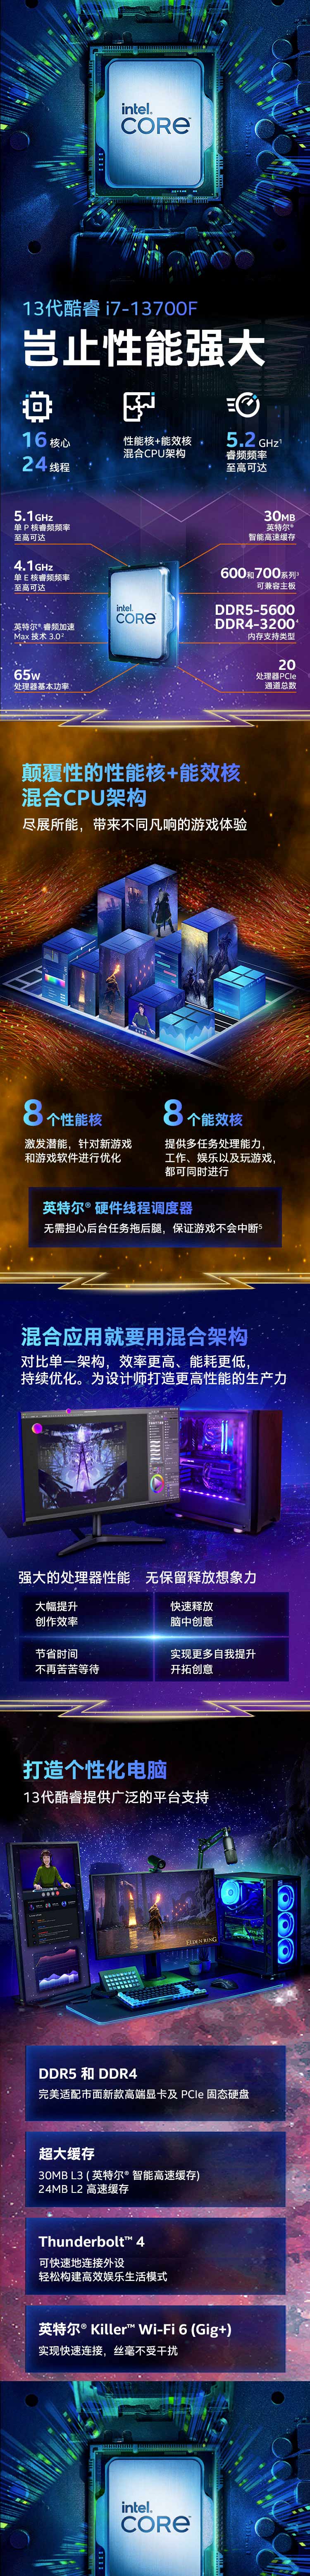 intel.
CORE
13代酷睿 i7-13700F
岂止性能强大
16 核心
24 线程
性能核+能效核
混合CPU架构
5.2 GHz¹
睿频频率
至高可达
5.1GHz
单 P 核睿频频率
至高可达
30MB
英特尔®
智能高速缓存
4.1GHz
单 E 核睿频频率
至高可达
600和700系列³
可兼容主板
intel.
CORE
英特尔® 睿频加速
Max 技术 3.0²
DDR5-5600
DDR4-3200⁴
内存支持类型
65W
处理器基本功率
20
处理器PCIe
通道总数
颠覆性的性能核+能效核
混合CPU架构
尽展所能，带来不同凡响的游戏体验
8个性能核
激发潜能，针对新游戏
和游戏软件进行优化
8个能效核
提供多任务处理能力，
工作、娱乐以及玩游戏，
都可同时进行
英特尔® 硬件线程调度器
无需担心后台任务拖后腿，保证游戏不会中断⁵
混合应用就要用混合架构
对比单一架构，效率更高、能耗更低，
持续优化。为设计师打造更高性能的生产力
强大的处理器性能 无保留释放想象力
大幅提升
创作效率
快速释放
脑中创意
节省时间
不再苦苦等待
实现更多自我提升
开拓创意
打造个性化电脑
13代酷睿提供广泛的平台支持
ELDEN RING
DDR5 和 DDR4
完美适配市面新款高端显卡及 PCIe 固态硬盘
超大缓存
30MB L3 ( 英特尔® 智能高速缓存)
24MB L2 高速缓存
Thunderbolt™ 4
可快速地连接外设
轻松构建高效娱乐生活模式
英特尔® Killer™ Wi-Fi 6 (Gig+)
实现快速连接，丝毫不受干扰
intel.
CORE